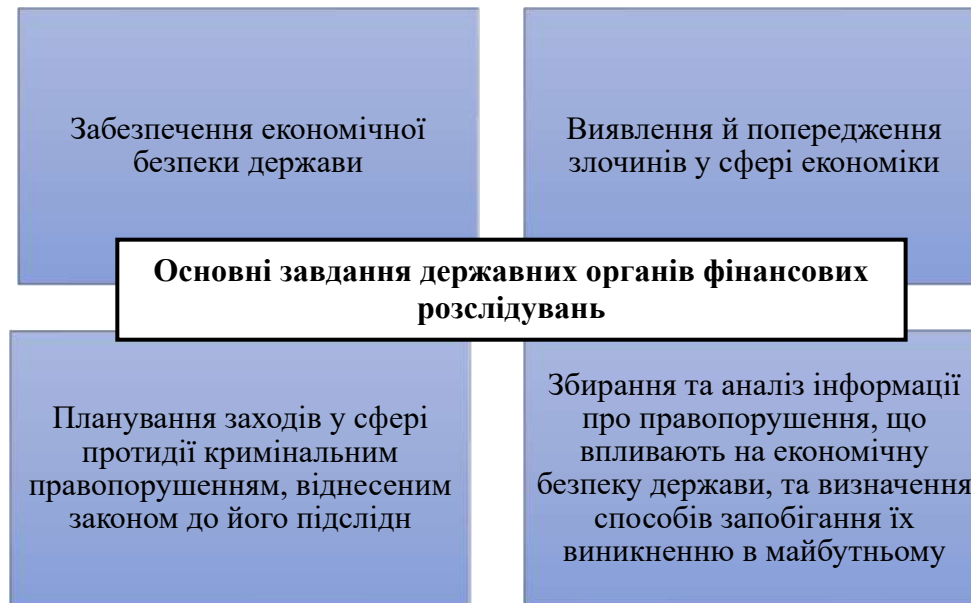 Забезпечення економічної
безпеки держави
Виявлення й попередження
злочинів у сфері економіки
Основні завдання державних органів фінансових
розслідувань
Планування заходів у сфері
протидії кримінальним
правопорушенням, віднесеним
законом до його підслідн
Збирання та аналіз інформації
про правопорушення, що
впливають на економічну
безпеку держави, та визначення
способів запобігання їх
виникненню в майбутньому